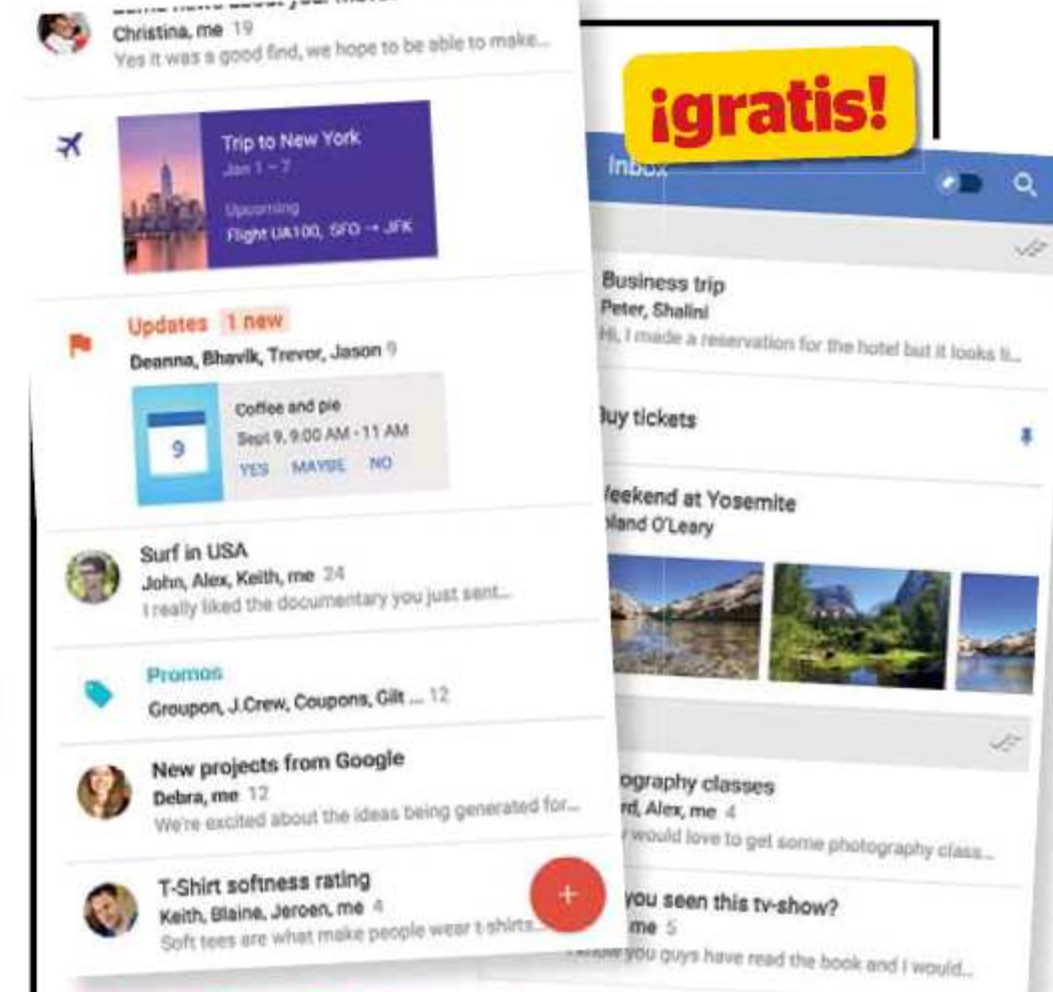 Christina, me 19
Yes it was a good find, we hope to be able to make...
Trip to New York
Jan 1 – 7
Upcoming
Flight UA100, SFO → JFK
Updates 1 new
Deanna, Bhavik, Trevor, Jason 9
9
Coffee and pie
Sept 9, 9:00 AM - 11 AM
YES MAYBE NO
Surf in USA
John, Alex, Keith, me 24
I really liked the documentary you just sent...
Promos
Groupon, J.Crew, Coupons, Gilt ... 12
New projects from Google
Debra, me 12
We're excited about the ideas being generated for...
T-Shirt softness rating
Keith, Blaine, Jeroen, me 4
Soft tees are what make people wear t-shirts...
+
¡gratis!
Inbox
Business trip
Peter, Shalini
Hi, I made a reservation for the hotel but it looks li...
Buy tickets
eekend at Yosemite
land O'Leary
ography classes
rd, Alex, me 4
would love to get some photography class...
you seen this tv-show?
me 5
know you guys have read the book and I would...